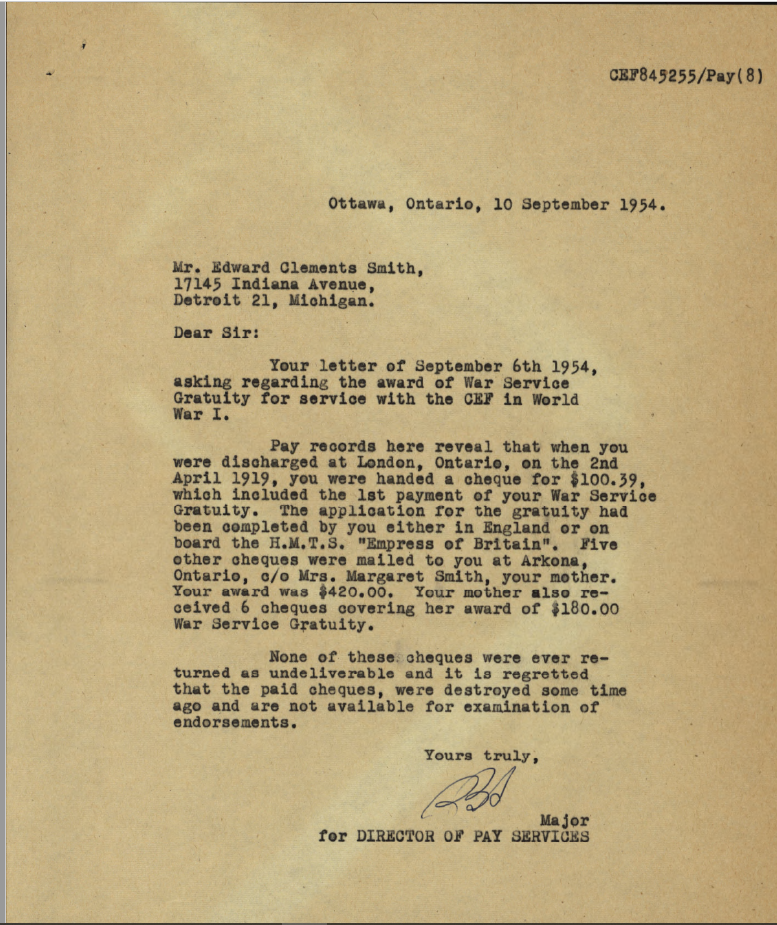 CEF845255/Pay(8)
Ottawa, Ontario, 10 September 1954.
Mr. Edward Clements Smith,
17145 Indiana Avenue,
Detroit 21, Michigan.
Dear Sir:
Your letter of September 6th 1954,
asking regarding the award of War Service
Gratuity for service with the CEF in World
War I.
Pay records here reveal that when you
were discharged at London, Ontario, on the 2nd
April 1919, you were handed a cheque for $100.39,
which included the 1st payment of your War Service
Gratuity. The application for the gratuity had
been completed by you either in England or on
board the H.M.T.S. "Empress of Britain". Five
other cheques were mailed to you at Arkona,
Ontario, c/o Mrs. Margaret Smith, your mother.
Your award was $420.00. Your mother also re-
ceived 6 cheques covering her award of $180.00
War Service Gratuity.
None of these cheques were ever re-
turned as undeliverable and it is regretted
that the paid cheques, were destroyed some time
ago and are not available for examination of
endorsements.
Yours truly,
Major
for DIRECTOR OF PAY SERVICES